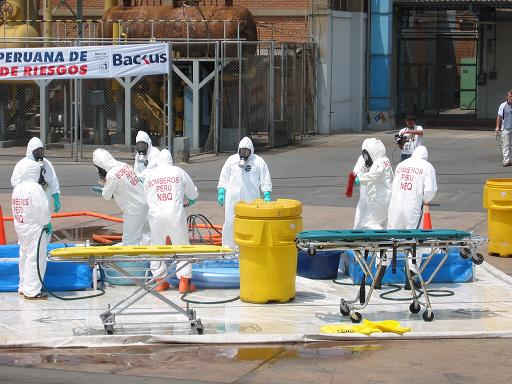 PERUANA DE
DE RIESGOS
Backus
BOMBEROS
PERU
NBQ
BOMBEROS
PERU
NBQ
BOMBEROS
PERU
NBQ